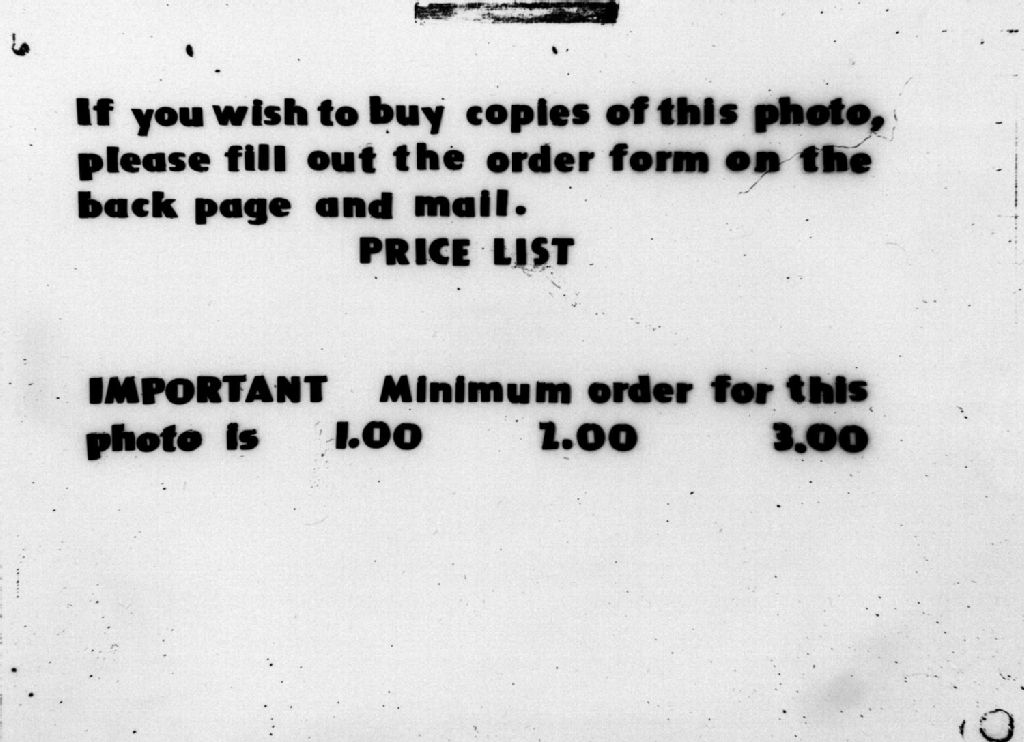 If you wish to buy copies of this photo,
please fill out the order form on the
back page and mail.
PRICE LIST
IMPORTANT Minimum order for this
photo is 1.00 2.00 3.00